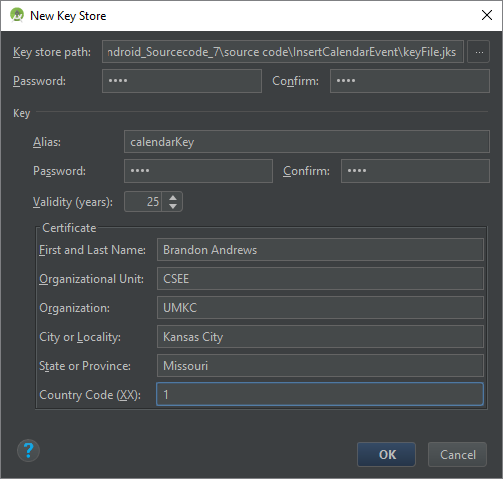 New Key Store
Key store path: ndroid_Sourcecode_7\source code\InsertCalendarEvent\keyFile.jks ...
Password: •••• Confirm: ••••
Key
Alias: calendarKey
Password: •••• Confirm: ••••
Validity (years): 25
Certificate
First and Last Name: Brandon Andrews
Organizational Unit: CSEE
Organization: UMKC
City or Locality: Kansas City
State or Province: Missouri
Country Code (XX): 1
? OK Cancel